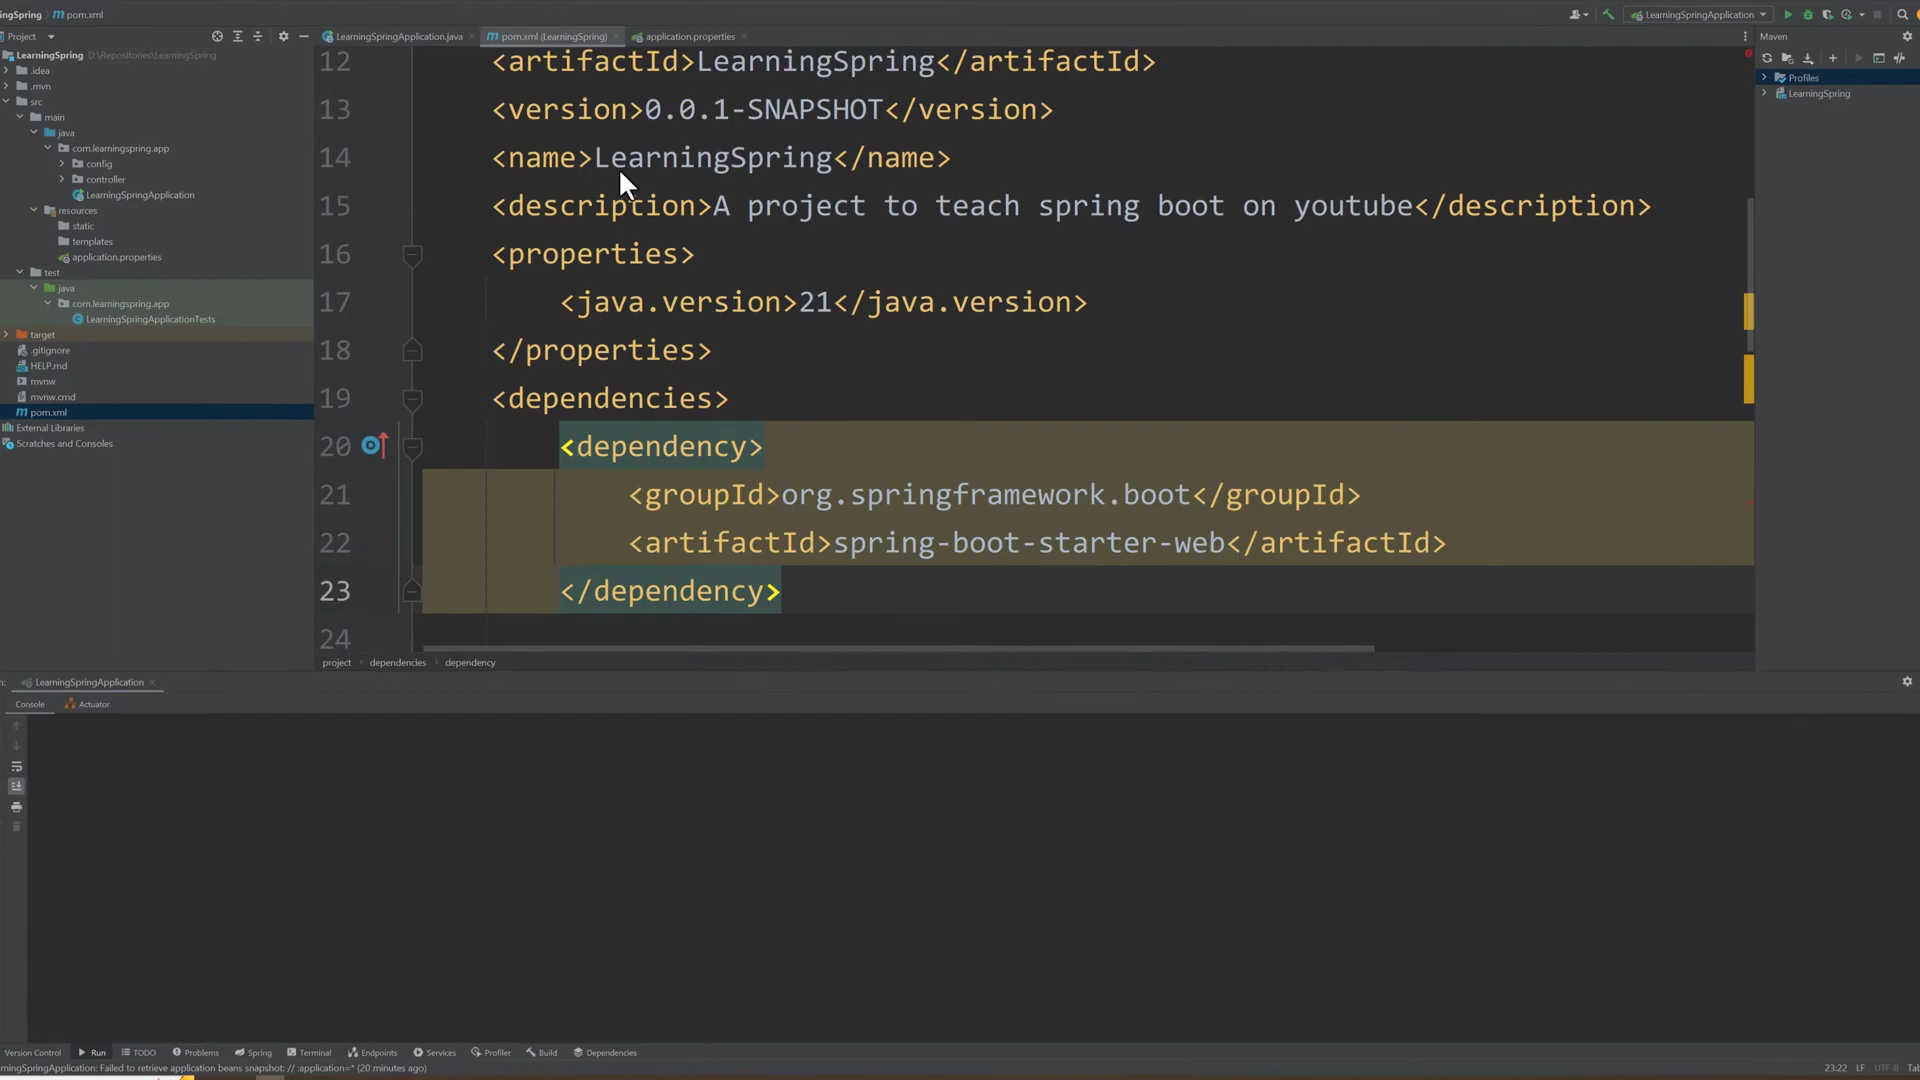 ngSpring › pom.xml
LearningSpringApplication
Project
LearningSpringApplication.java
pom.xml (LearningSpring)
application.properties
Maven
LearningSpring D:\Repositories\LearningSpring
.idea
.mvn
src
main
java
com.learningspring.app
config
controller
LearningSpringApplication
resources
static
templates
application.properties
test
java
com.learningspring.app
LearningSpringApplicationTests
target
.gitignore
HELP.md
mvnw
mvnw.cmd
pom.xml
External Libraries
Scratches and Consoles
12 <artifactId>LearningSpring</artifactId>
13 <version>0.0.1-SNAPSHOT</version>
14 <name>LearningSpring</name>
15 <description>A project to teach spring boot on youtube</description>
16 <properties>
17 <java.version>21</java.version>
18 </properties>
19 <dependencies>
20 <dependency>
21 <groupId>org.springframework.boot</groupId>
22 <artifactId>spring-boot-starter-web</artifactId>
23 </dependency>
24
Profiles
LearningSpring
project › dependencies › dependency
LearningSpringApplication
Console
Actuator
Version Control
Run
TODO
Problems
Spring
Terminal
Endpoints
Services
Profiler
Build
Dependencies
rningSpringApplication: Failed to retrieve application beans snapshot: // :application=* (20 minutes ago)
23:22 LF UTF-8 Tab